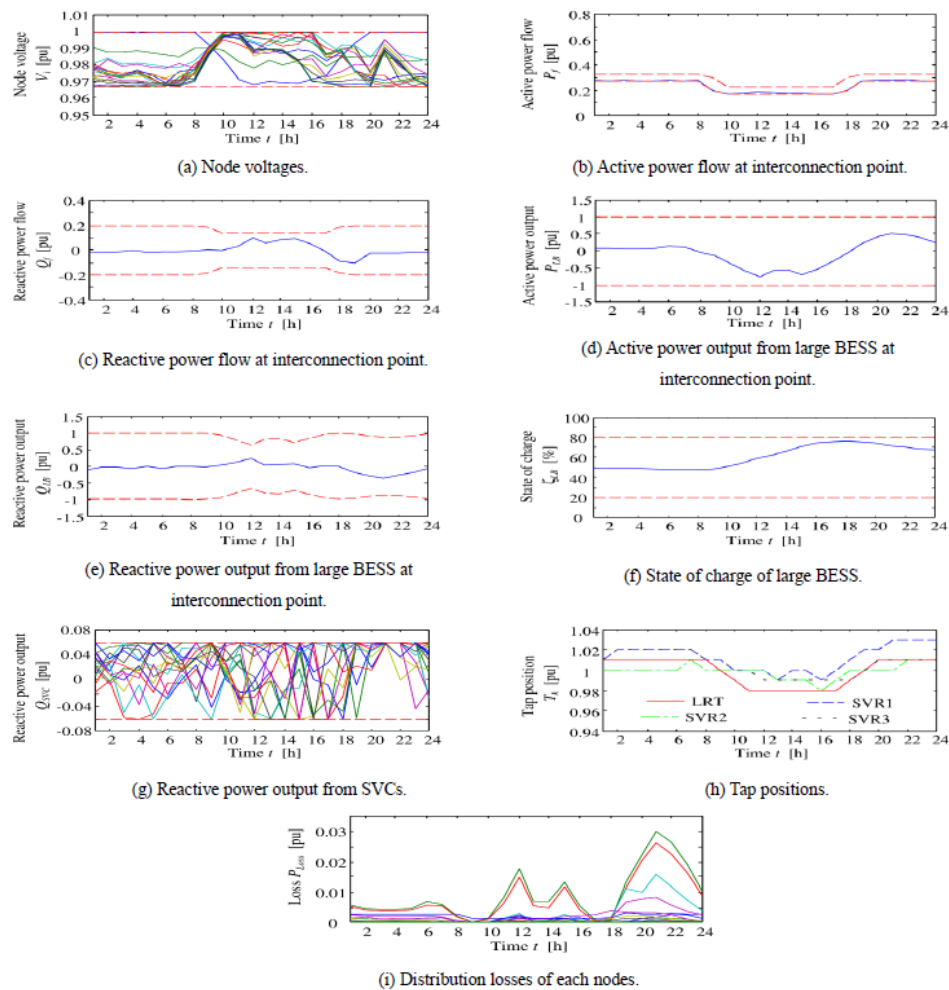 1.01
1
0.99
0.97
0.96
0.95
Node voltage
V_i [pu]
2 4 6 8 10 12 14 16 18 20 22 24
Time t [h]
(a) Node voltages.
0.8
0.6
0.4
0.2
0
Active power flow
P_f [pu]
2 4 6 8 10 12 14 16 18 20 22 24
Time t [h]
(b) Active power flow at interconnection point.
0.4
0.2
0
-0.2
-0.4
Reactive power flow
Q_f [pu]
2 4 6 8 10 12 14 16 18 20 22 24
Time t [h]
(c) Reactive power flow at interconnection point.
1.5
1
0.5
0
-0.5
-1
-1.5
Active power output
P_LB [pu]
2 4 6 8 10 12 14 16 18 20 22 24
Time t [h]
(d) Active power output from large BESS at
interconnection point.
1.5
1
0.5
0
-0.5
-1
-1.5
Reactive power output
Q_LB [pu]
2 4 6 8 10 12 14 16 18 20 22 24
Time t [h]
(e) Reactive power output from large BESS at
interconnection point.
100
80
60
40
20
0
State of charge
ζ_LB [%]
2 4 6 8 10 12 14 16 18 20 22 24
Time t [h]
(f) State of charge of large BESS.
0.08
0.04
0
-0.04
-0.08
Reactive power output
Q_SVC [pu]
2 4 6 8 10 12 14 16 18 20 22 24
Time t [h]
(g) Reactive power output from SVCs.
1.04
1.02
1
0.98
0.96
0.94
Tap position
T_k [pu]
LRT
SVR1
SVR2
SVR3
2 4 6 8 10 12 14 16 18 20 22 24
Time t [h]
(h) Tap positions.
0.03
0.02
0.01
0
Loss P_Loss [pu]
2 4 6 8 10 12 14 16 18 20 22 24
Time t [h]
(i) Distribution losses of each nodes.